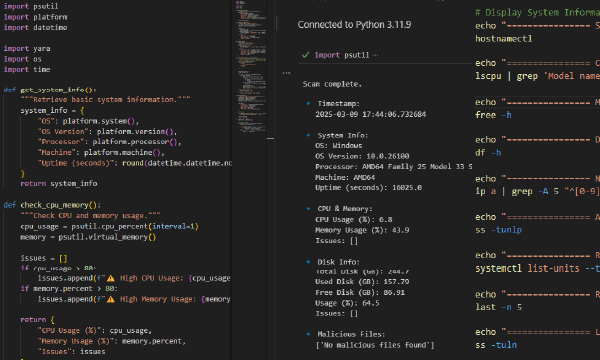 import psutil
import platform
import datetime
import yara
import os
import time
def get_system_info():
"""Retrieve basic system information."""
system_info = {
"OS": platform.system(),
"OS Version": platform.version(),
"Processor": platform.processor(),
"Machine": platform.machine(),
"Uptime (seconds)": round(datetime.datetime.no
}
return system_info
def check_cpu_memory():
"""Check CPU and memory usage."""
cpu_usage = psutil.cpu_percent(interval=1)
memory = psutil.virtual_memory()
issues = []
if cpu_usage > 80:
issues.append(f"⚠ High CPU Usage: {cpu_usage
if memory.percent > 80:
issues.append(f"⚠ High Memory Usage: {memory
return {
"CPU Usage (%)": cpu_usage,
"Memory Usage (%)": memory.percent,
"Issues": issues
Connected to Python 3.11.9
✓ import psutil ...
...
Scan complete.
Timestamp:
2025-03-09 17:44:06.732684
System Info:
OS: Windows
OS Version: 10.0.26100
Processor: AMD64 Family 25 Model 33 S
Machine: AMD64
Uptime (seconds): 16025.0
CPU & Memory:
CPU Usage (%): 6.8
Memory Usage (%): 43.9
Issues: []
Disk Info:
Total Disk (GB): 244.7
Used Disk (GB): 157.79
Free Disk (GB): 86.91
Usage (%): 64.5
Issues: []
Malicious Files:
['No malicious files found']
# Display System Informa
echo "================ S
hostnamectl
echo "================ C
lscpu | grep 'Model name
echo "================ M
free -h
echo "================ D
df -h
echo "================ N
ip a | grep -A 5 "^[0-9]
echo "================ A
ss -tunlp
echo "================ R
systemctl list-units --t
echo "================ R
last -n 5
echo "================ L
ss -tuln